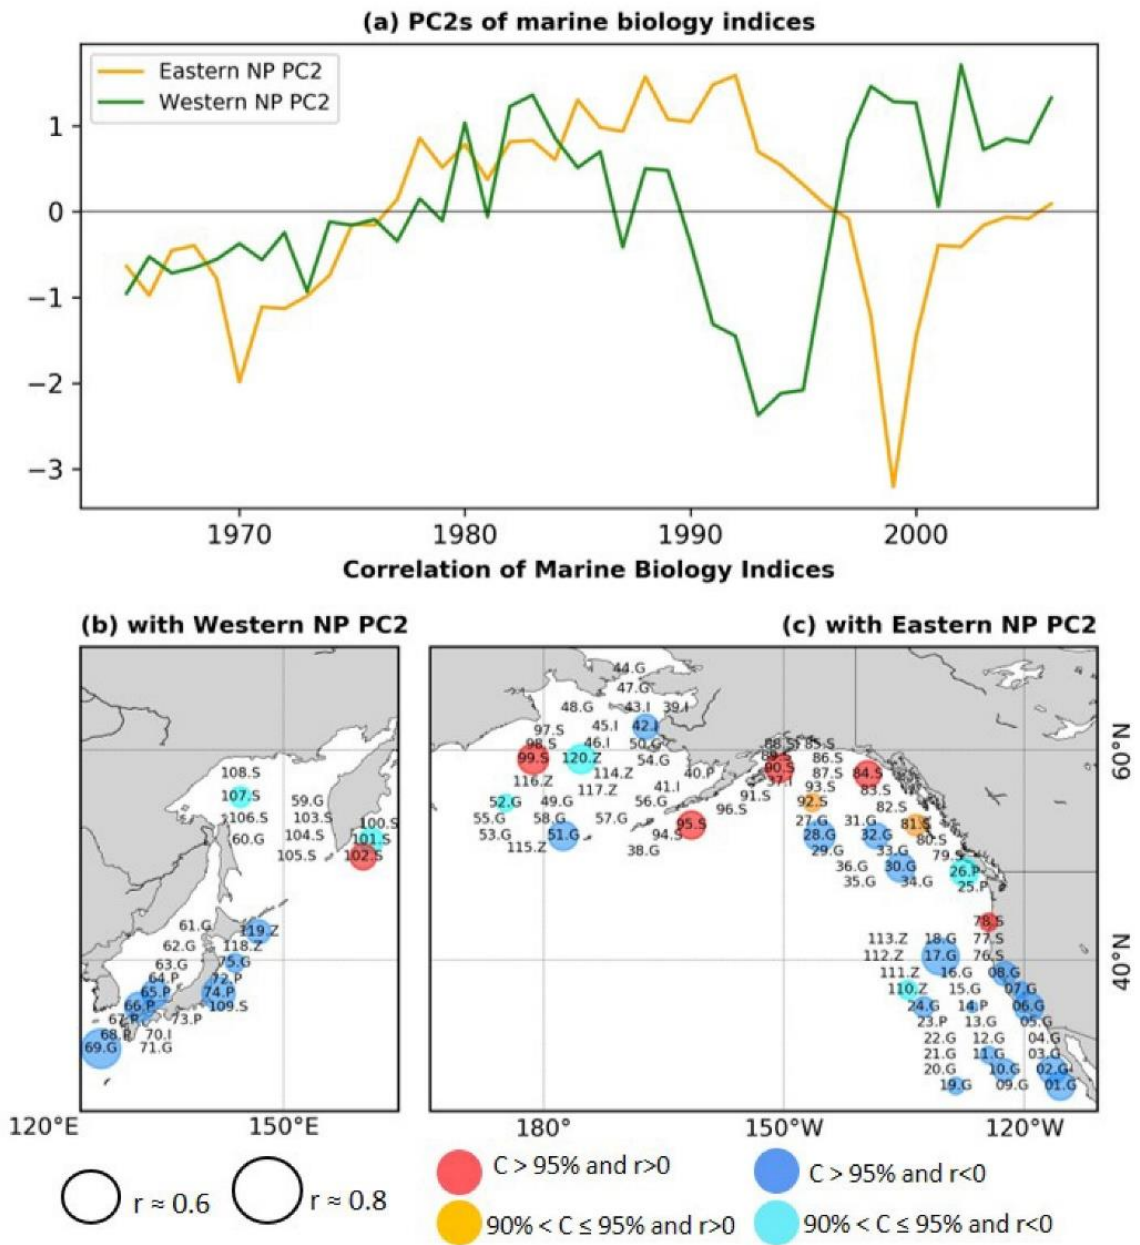 (a) PC2s of marine biology indices
Eastern NP PC2
Western NP PC2
1
0
−1
−2
−3
1970 1980 1990 2000
Correlation of Marine Biology Indices
(b) with Western NP PC2
(c) with Eastern NP PC2
108.S
107.S
106.S
60.G
59.G
103.S
104.S
105.S
100.S
101.S
102.S
61.G
119.Z
62.G
118.Z
63.G
75.G
64.P
72.P
65.P
74.P
66.P
109.S
67.P
73.P
68.P
70.I
69.G
71.G
44.G
47.G
48.G
43.I
39.I
97.S
45.I
42.I
98.S
46.I
50.G
99.S
120.Z
54.G
116.Z
114.Z
40.P
117.Z
41.I
52.G
49.G
56.G
55.G
58.G
57.G
53.G
51.G
94.S
95.S
115.Z
38.G
96.S
91.S
88.S
85.S
89.S
86.S
90.S
87.S
84.S
37.I
93.S
83.S
92.S
82.S
27.G
31.G
81.S
28.G
32.G
80.S
29.G
33.G
79.S
36.G
30.G
26.P
35.G
34.G
25.P
78.S
113.Z
18.G
77.S
112.Z
17.G
76.S
111.Z
16.G
08.G
110.Z
15.G
07.G
24.G
14.P
06.G
23.P
13.G
05.G
22.G
12.G
04.G
21.G
11.G
03.G
20.G
10.G
02.G
19.G
09.G
01.G
60°N
40°N
120°E 150°E 180° 150°W 120°W
r ≈ 0.6
r ≈ 0.8
C > 95% and r>0
C > 95% and r<0
90% < C ≤ 95% and r>0
90% < C ≤ 95% and r<0